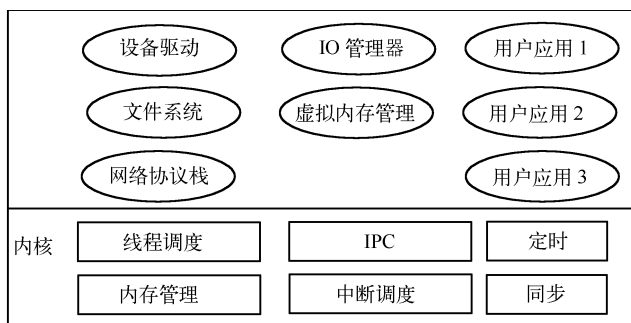 设备驱动 IO 管理器 用户应用 1
文件系统 虚拟内存管理 用户应用 2
网络协议栈 用户应用 3
内核 线程调度 IPC 定时
内存管理 中断调度 同步